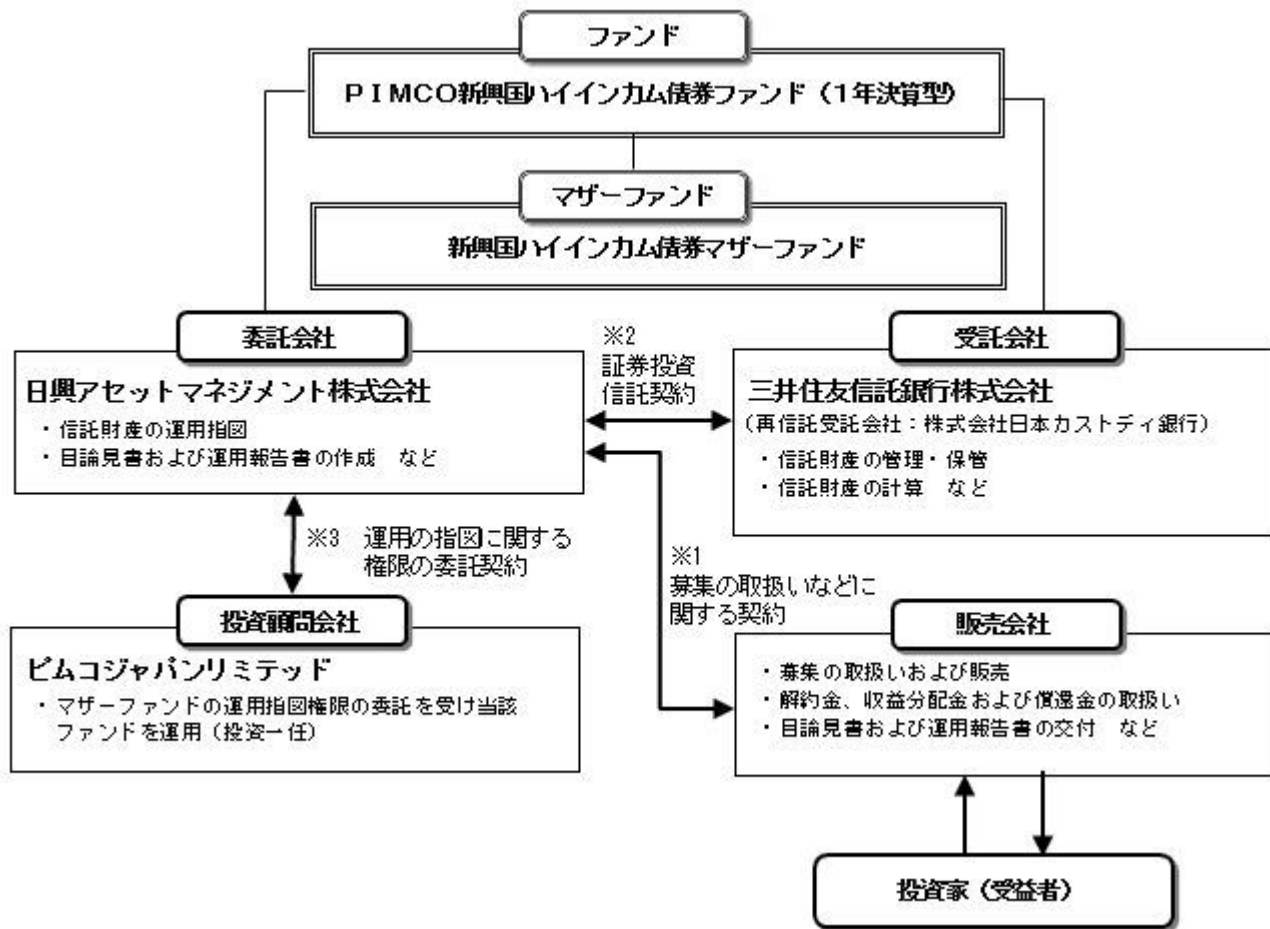 ファンド
PIMCO新興国ハイインカム債券ファンド(1年決算型)
マザーファンド
新興国ハイインカム債券マザーファンド
委託会社
日興アセットマネジメント株式会社
・信託財産の運用指図
・目論見書および運用報告書の作成 など
※2
証券投資
信託契約
受託会社
三井住友信託銀行株式会社
(再信託受託会社:株式会社日本カストディ銀行)
・信託財産の管理・保管
・信託財産の計算 など
※3 運用の指図に関する
権限の委託契約
※1
募集の取扱いなどに
関する契約
投資顧問会社
ピムコジャパンリミテッド
・マザーファンドの運用指図権限の委託を受け当該
ファンドを運用(投資一任)
販売会社
・募集の取扱いおよび販売
・解約金、収益分配金および償還金の取扱い
・目論見書および運用報告書の交付 など
投資家(受益者)